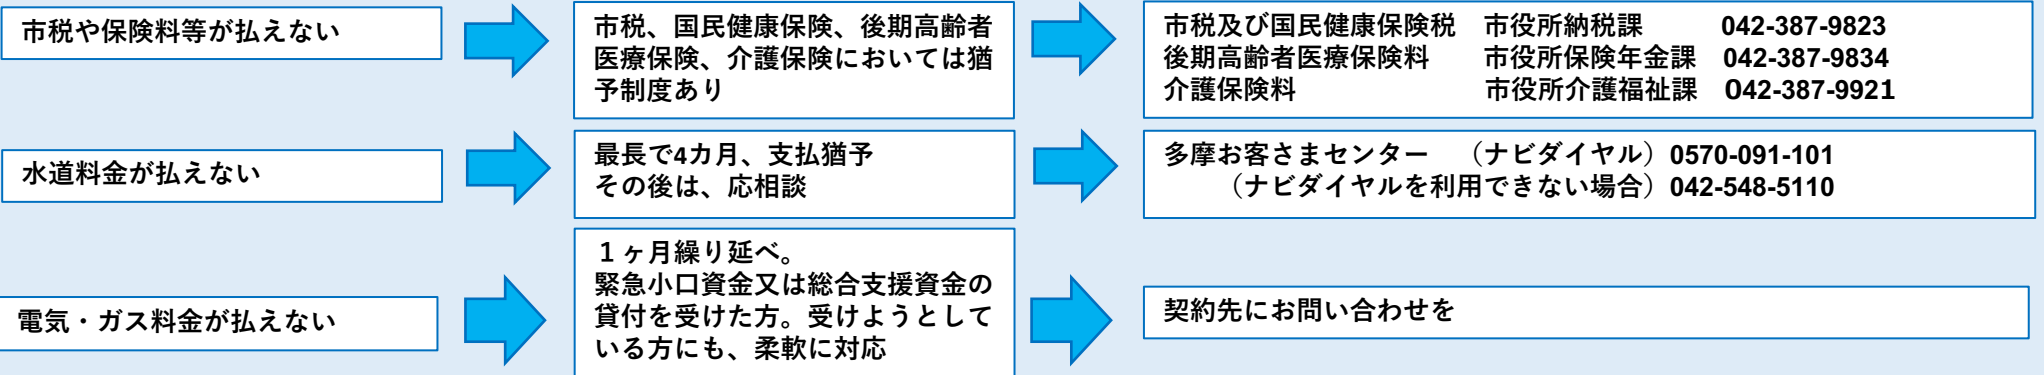 市税や保険料等が払えない
市税、国民健康保険、後期高齢者
医療保険、介護保険においては猶
予制度あり
市税及び国民健康保険税　市役所納税課　　　042-387-9823
後期高齢者医療保険料　　市役所保険年金課　042-387-9834
介護保険料　　　　　　　市役所介護福祉課　042-387-9921
水道料金が払えない
最長で4カ月、支払猶予
その後は、応相談
多摩お客さまセンター　（ナビダイヤル）0570-091-101
（ナビダイヤルを利用できない場合）042-548-5110
電気・ガス料金が払えない
１ヶ月繰り延べ。
緊急小口資金又は総合支援資金の
貸付を受けた方。受けようとして
いる方にも、柔軟に対応
契約先にお問い合わせを